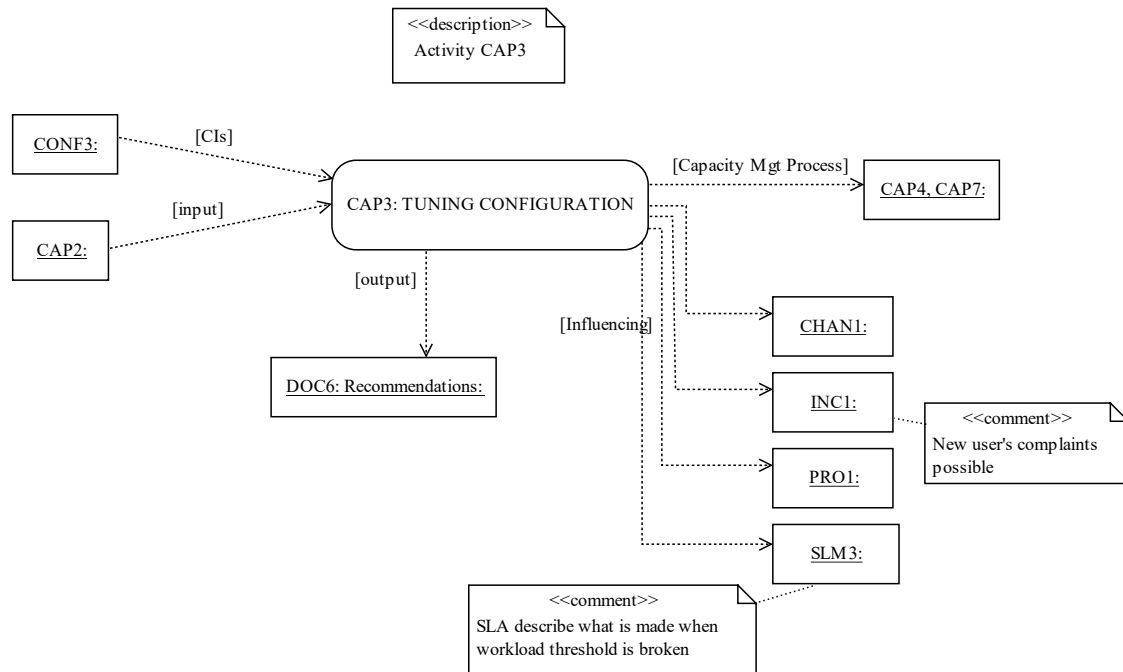 <<description>>
Activity CAP3
CONF3:
[CIs]
[Capacity Mgt Process]
CAP4, CAP7:
CAP3: TUNING CONFIGURATION
[input]
CAP2:
[output]
[Influencing]
CHAN1:
DOC6: Recommendations:
INC1:
<<comment>>
New user's complaints
possible
PRO1:
SLM3:
<<comment>>
SLA describe what is made when
workload threshold is broken